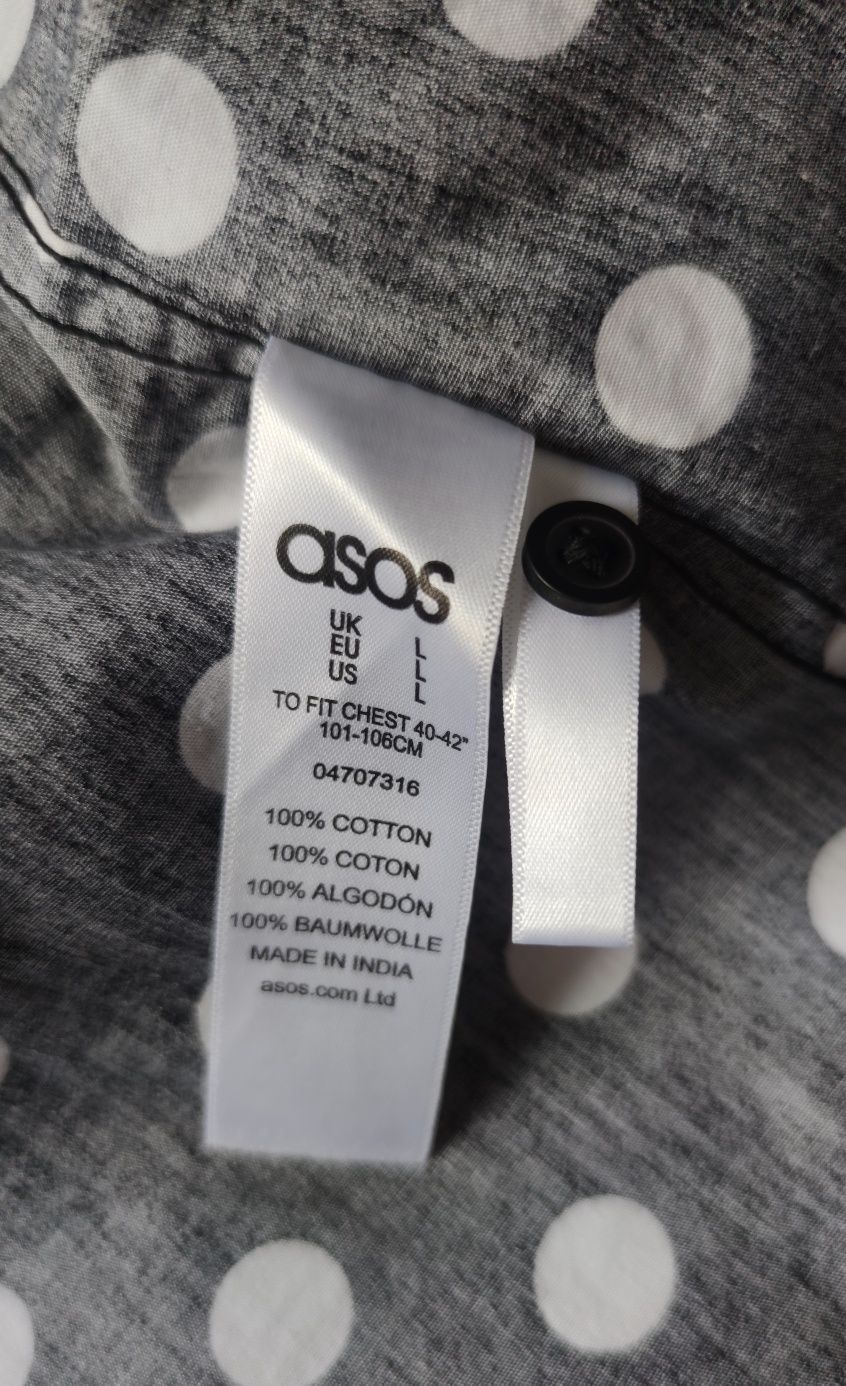 asos
UK L
EU L
US L
TO FIT CHEST 40-42"
101-106CM
04707316
100% COTTON
100% COTON
100% ALGODÓN
100% BAUMWOLLE
MADE IN INDIA
asos.com Ltd